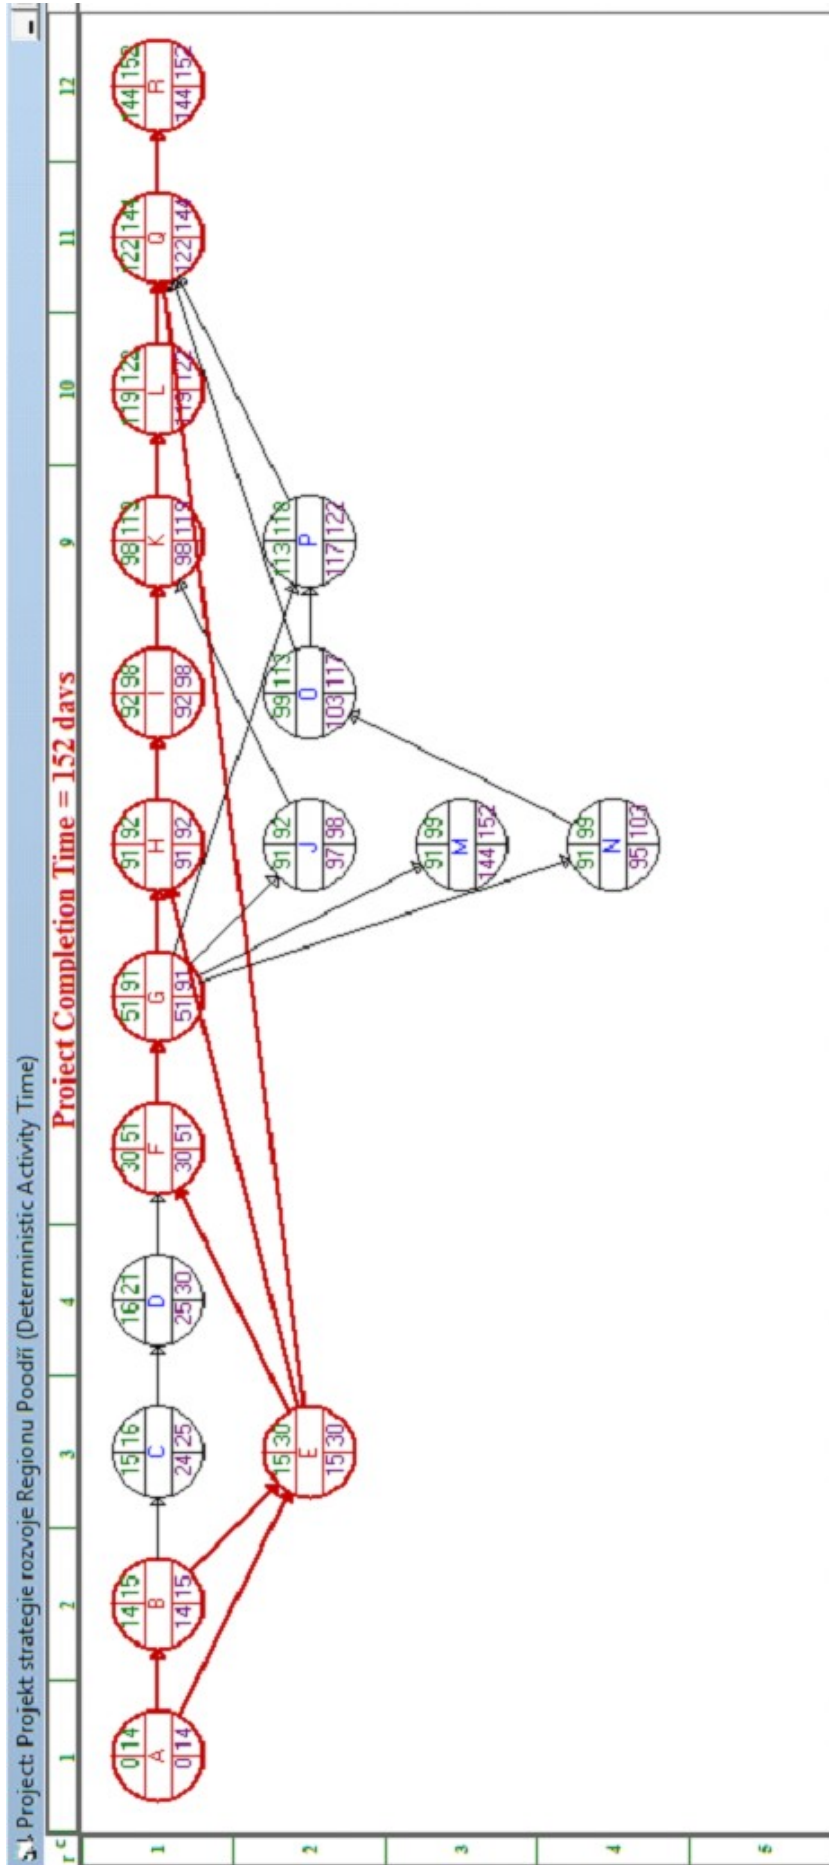 Project: Projekt strategie rozvoje Regionu Poodří (Deterministic Activity Time)
Project Completion Time = 152 days
r c 1 2 3 4 9 10 11 12
1
0 14 A 0 14
14 15 B 14 15
15 16 C 24 25
16 21 D 25 30
30 51 F 30 51
51 91 G 51 91
91 92 H 91 92
92 98 I 92 98
98 119 K 98 119
119 122 L 119 122
122 144 Q 122 144
144 152 R 144 152
2
15 30 E 15 30
91 92 J 97 98
99 113 O 103 117
113 118 P 117 122
3
91 99 M 144 152
4
91 99 N 95 103
5